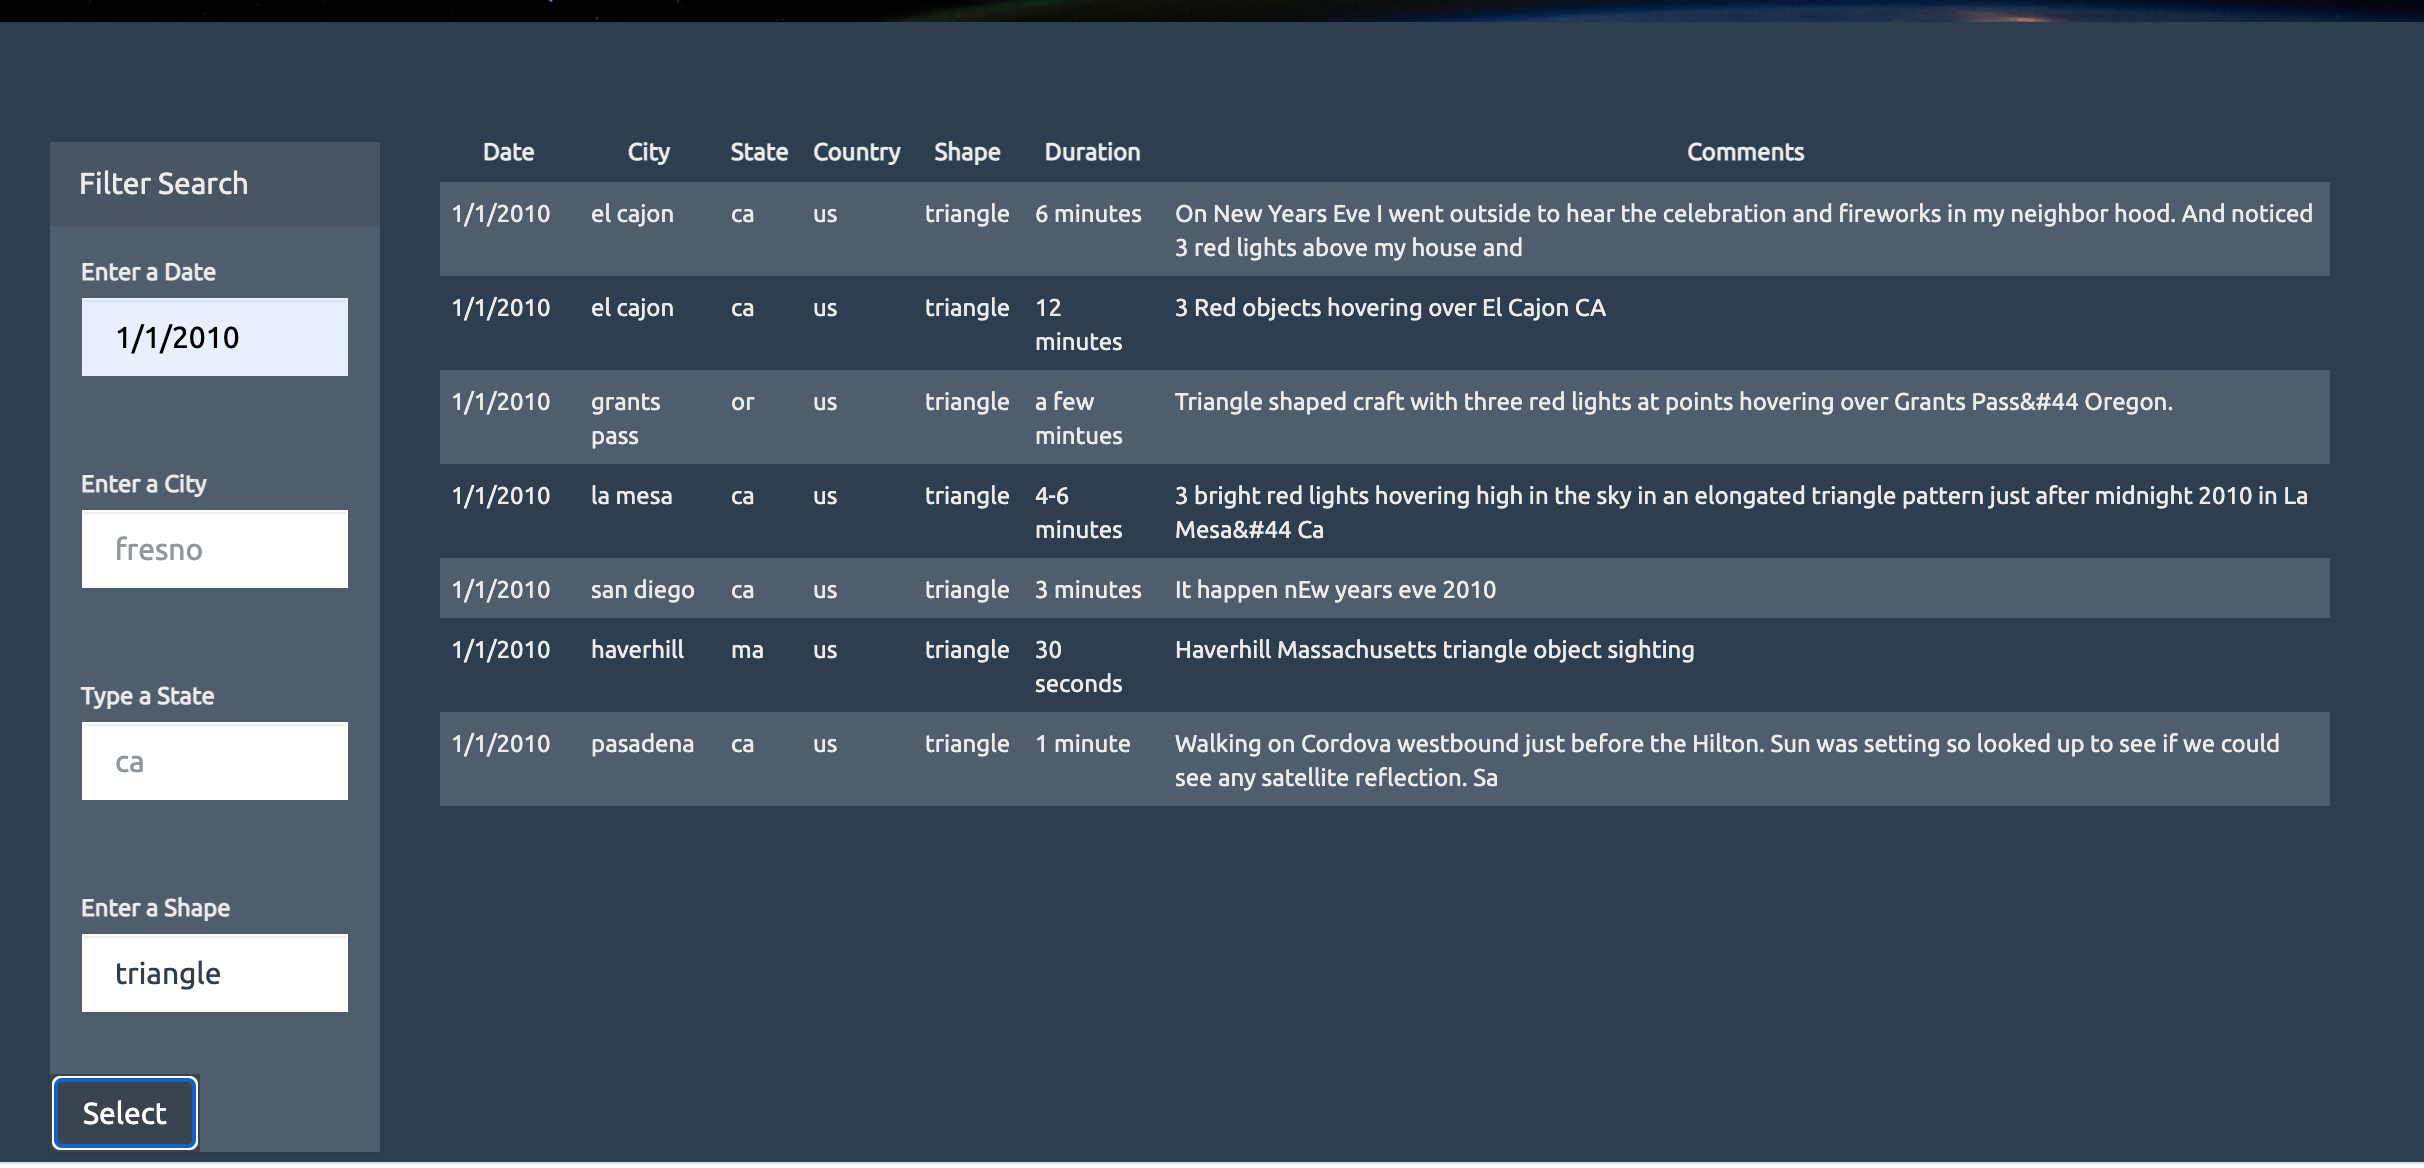 Filter Search
Enter a Date
1/1/2010
Enter a City
fresno
Type a State
ca
Enter a Shape
triangle
Select
Date City State Country Shape Duration Comments
1/1/2010 el cajon ca us triangle 6 minutes On New Years Eve I went outside to hear the celebration and fireworks in my neighbor hood. And noticed
3 red lights above my house and
1/1/2010 el cajon ca us triangle 12 3 Red objects hovering over El Cajon CA
minutes
1/1/2010 grants or us triangle a few Triangle shaped craft with three red lights at points hovering over Grants Pass&#44 Oregon.
pass mintues
1/1/2010 la mesa ca us triangle 4-6 3 bright red lights hovering high in the sky in an elongated triangle pattern just after midnight 2010 in La
minutes Mesa&#44 Ca
1/1/2010 san diego ca us triangle 3 minutes It happen nEw years eve 2010
1/1/2010 haverhill ma us triangle 30 Haverhill Massachusetts triangle object sighting
seconds
1/1/2010 pasadena ca us triangle 1 minute Walking on Cordova westbound just before the Hilton. Sun was setting so looked up to see if we could
see any satellite reflection. Sa